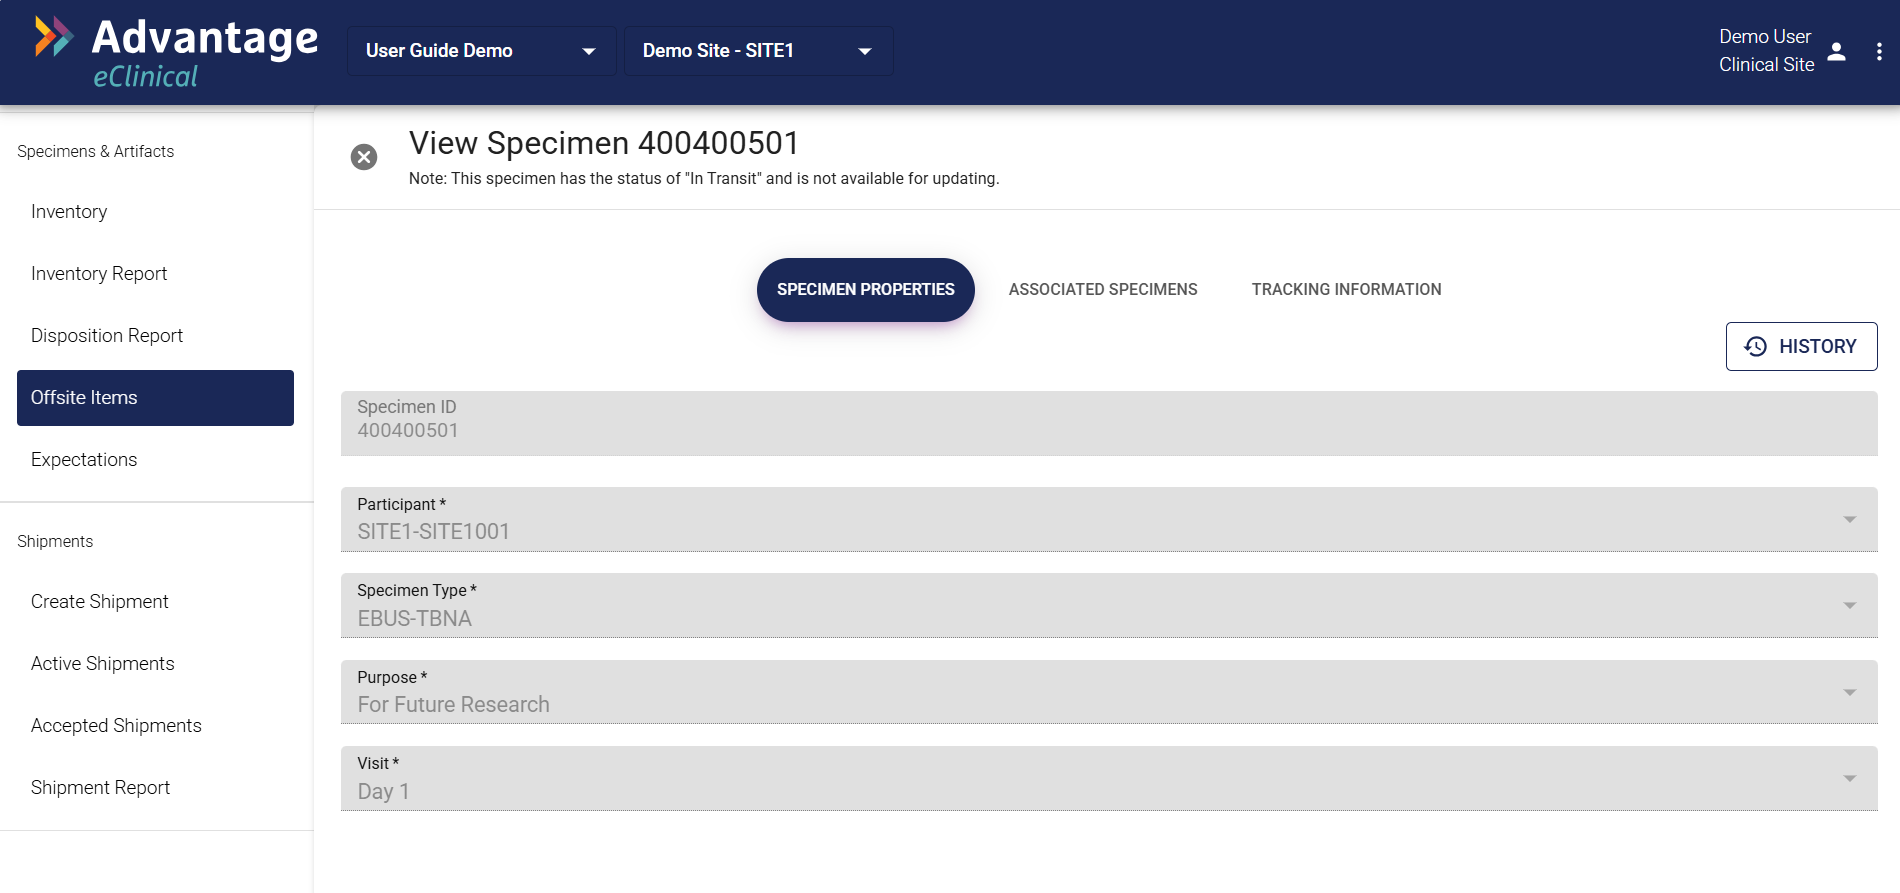 Advantage
eClinical
User Guide Demo
Demo Site - SITE1
Demo User
Clinical Site
Specimens & Artifacts
Inventory
Inventory Report
Disposition Report
Offsite Items
Expectations
Shipments
Create Shipment
Active Shipments
Accepted Shipments
Shipment Report
View Specimen 400400501
Note: This specimen has the status of "In Transit" and is not available for updating.
SPECIMEN PROPERTIES
ASSOCIATED SPECIMENS
TRACKING INFORMATION
HISTORY
Specimen ID
400400501
Participant *
SITE1-SITE1001
Specimen Type *
EBUS-TBNA
Purpose *
For Future Research
Visit *
Day 1